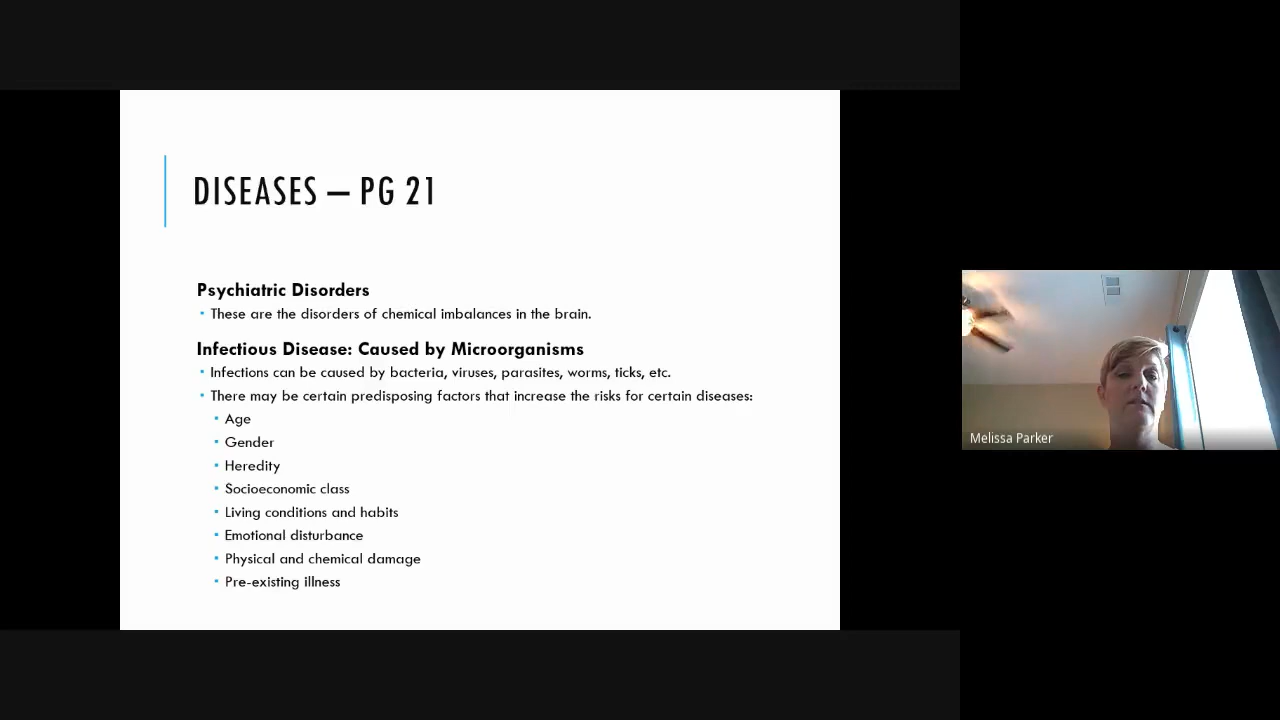 DISEASES – PG 21
Psychiatric Disorders
These are the disorders of chemical imbalances in the brain.
Infectious Disease: Caused by Microorganisms
Infections can be caused by bacteria, viruses, parasites, worms, ticks, etc.
There may be certain predisposing factors that increase the risks for certain diseases:
Age
Gender
Heredity
Socioeconomic class
Living conditions and habits
Emotional disturbance
Physical and chemical damage
Pre-existing illness
Melissa Parker